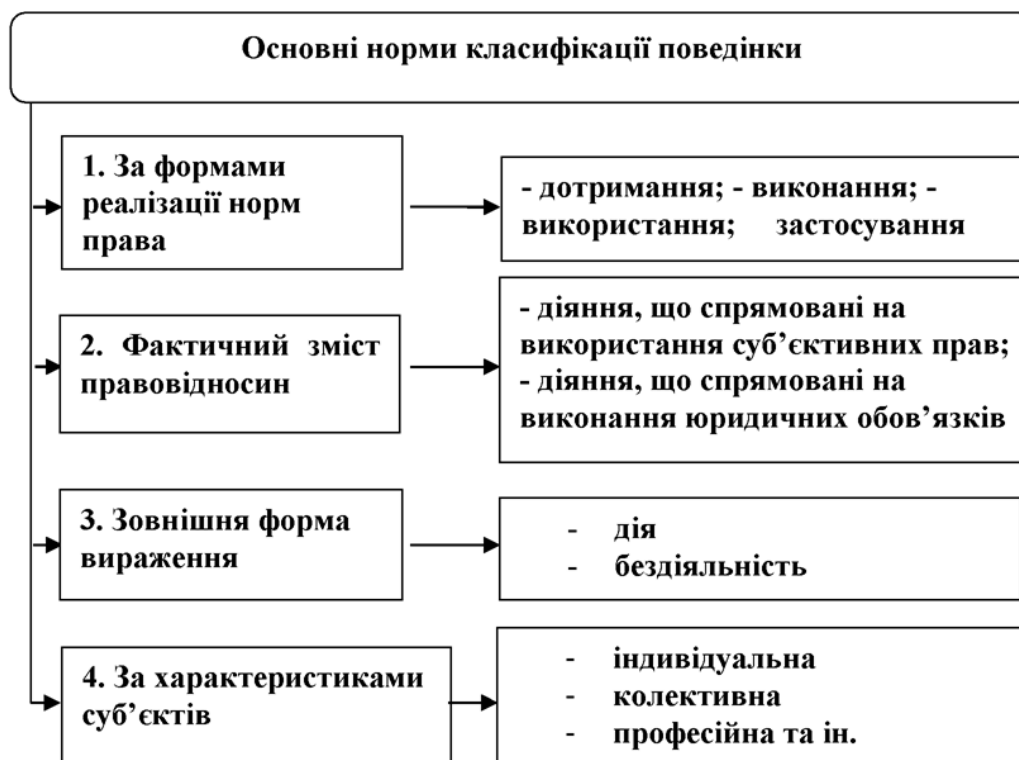 Основні норми класифікації поведінки
1. За формами
реалізації норм
права
- дотримання; - виконання; -
використання; застосування
2. Фактичний зміст
правовідносин
- діяння, що спрямовані на
використання суб’єктивних прав;
- діяння, що спрямовані на
виконання юридичних обов’язків
3. Зовнішня форма
вираження
- дія
- бездіяльність
4. За характеристиками
суб’єктів
- індивідуальна
- колективна
- професійна та ін.